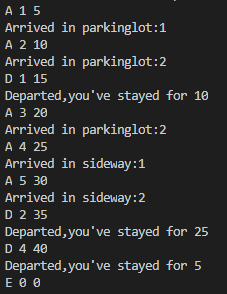 A 1 5
Arrived in parkinglot:1
A 2 10
Arrived in parkinglot:2
D 1 15
Departed,you've stayed for 10
A 3 20
Arrived in parkinglot:2
A 4 25
Arrived in sideway:1
A 5 30
Arrived in sideway:2
D 2 35
Departed,you've stayed for 25
D 4 40
Departed,you've stayed for 5
E 0 0